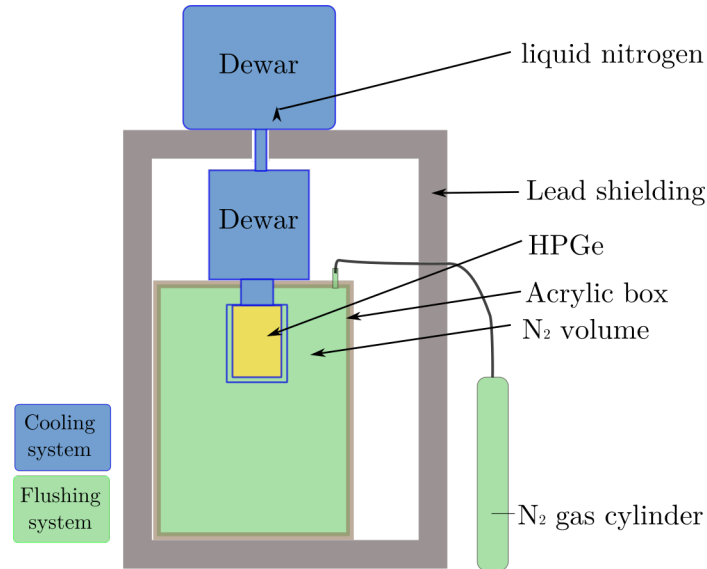 Dewar
liquid nitrogen
Dewar
Lead shielding
HPGe
Acrylic box
N₂ volume
Cooling
system
Flushing
system
N₂ gas cylinder